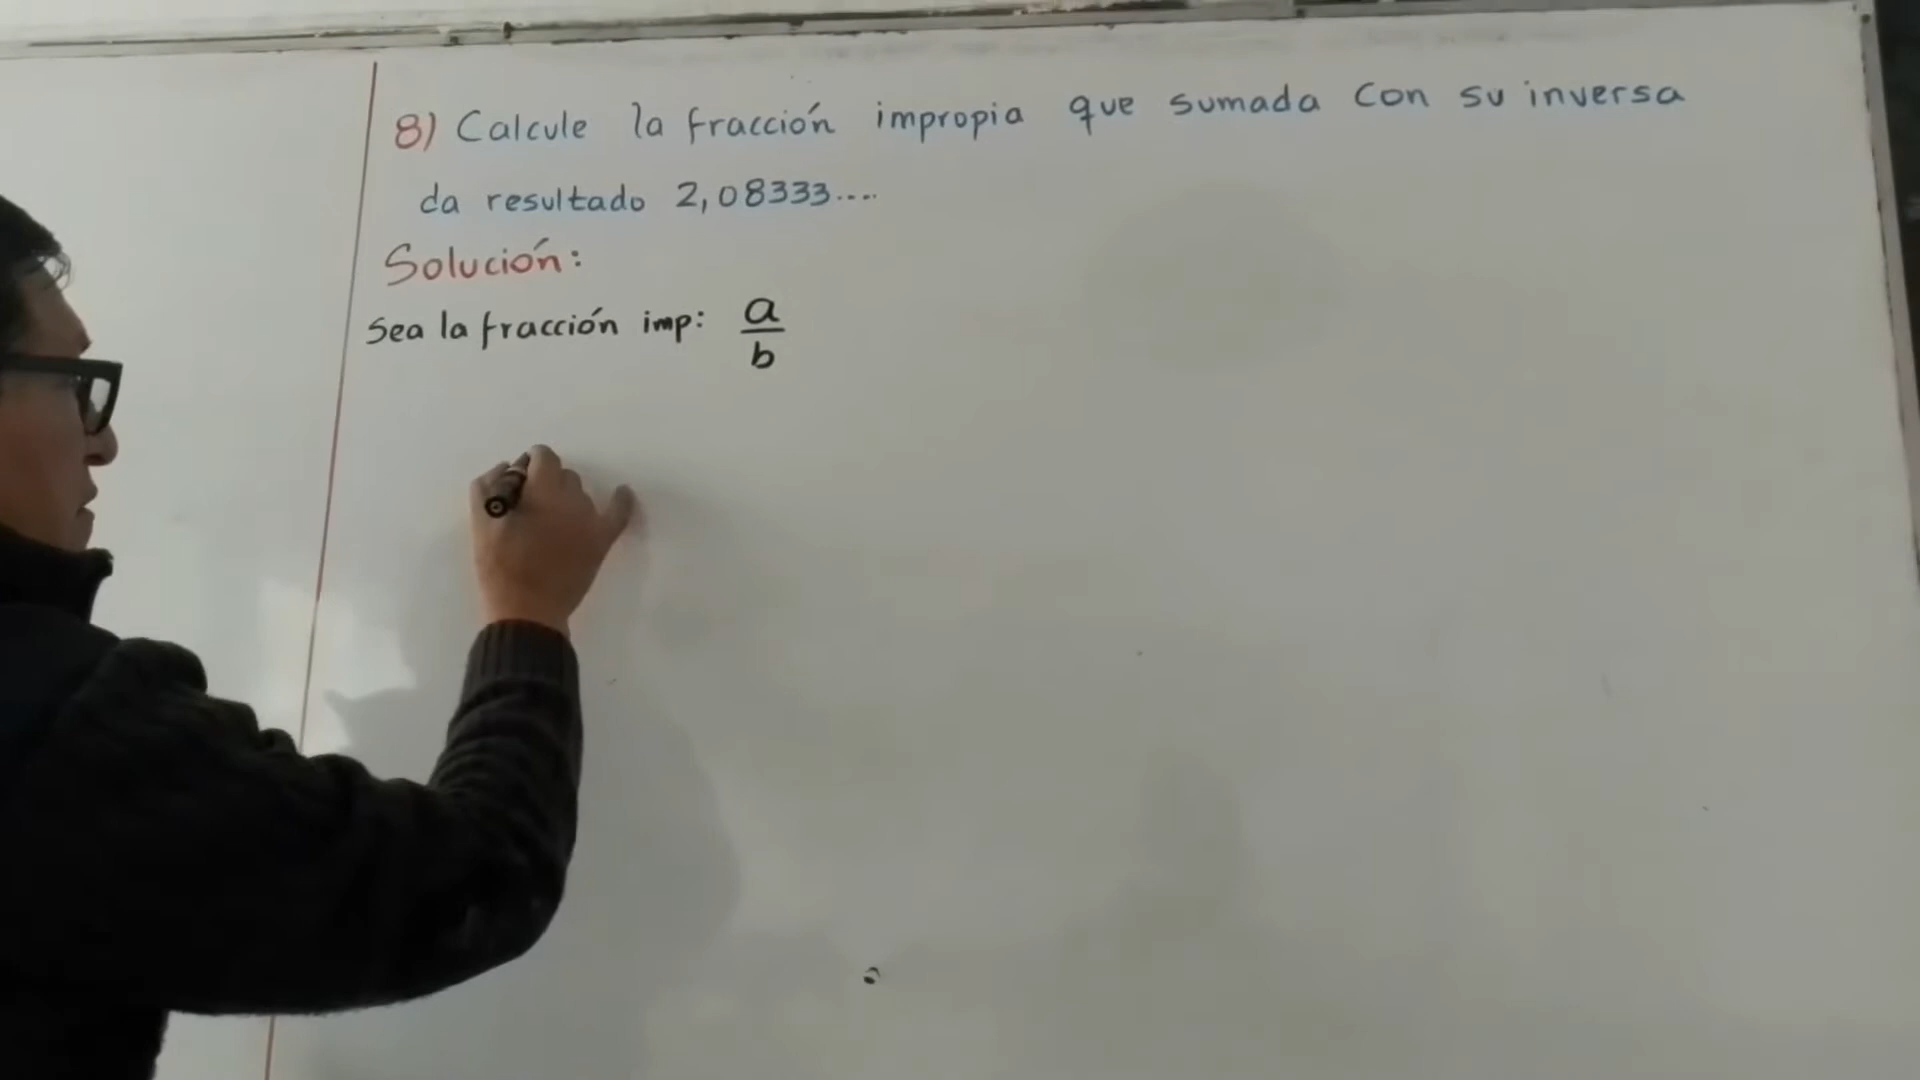 8) Calcule la fracción impropia que sumada con su inversa
da resultado 2,08333....
Solución:
Sea la fracción imp: a/b